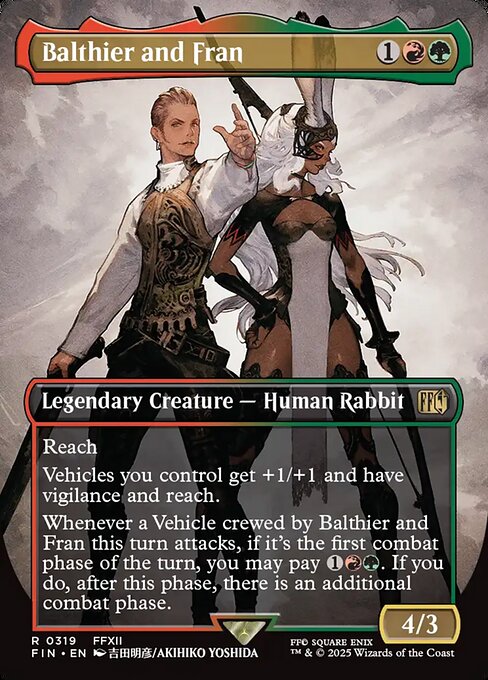 Balthier and Fran 1
Legendary Creature — Human Rabbit FF
Reach
Vehicles you control get +1/+1 and have
vigilance and reach.
Whenever a Vehicle crewed by Balthier and
Fran this turn attacks, if it's the first combat
phase of the turn, you may pay 1. If you
do, after this phase, there is an additional
combat phase.
4/3
R 0319 FFXII
FIN • EN 吉田明彦/AKIHIKO YOSHIDA
FF© SQUARE ENIX
™ & © 2025 Wizards of the Coast